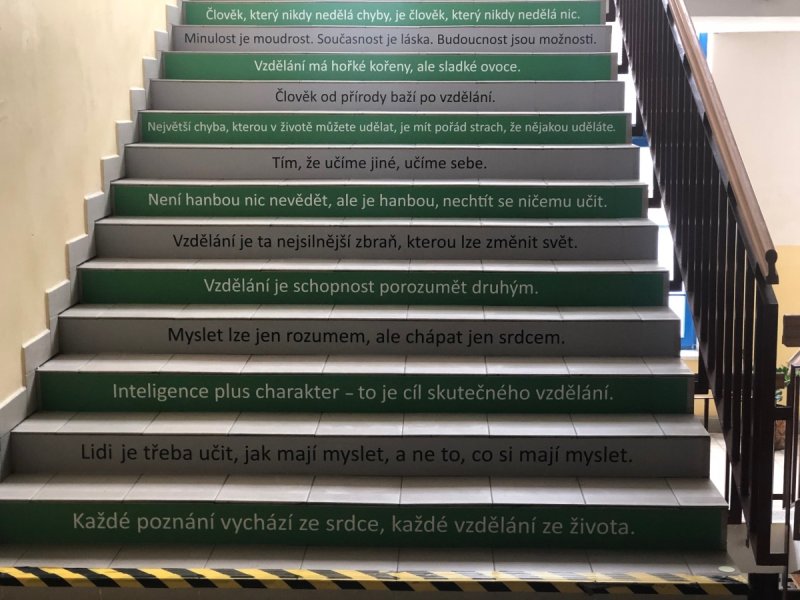 Člověk, který nikdy nedělá chyby, je člověk, který nikdy nedělá nic.
Minulost je moudrost. Současnost je láska. Budoucnost jsou možností.
Vzdělání má hořké kořeny, ale sladké ovoce.
Člověk od přírody baží po vzdělání.
Největší chyba, kterou v životě můžete udělat, je mít pořád strach, že nějakou uděláte.
Tím, že učíme jiné, učíme sebe.
Není hanbou nic nevědět, ale je hanbou, nechtít se ničemu učit.
Vzdělání je ta nejsilnější zbraň, kterou lze změnit svět.
Vzdělání je schopnost porozumět druhým.
Myslet lze jen rozumem, ale chápat jen srdcem.
Inteligence plus charakter – to je cíl skutečného vzdělání.
Lidi je třeba učit, jak mají myslet, a ne to, co si mají myslet.
Každé poznání vychází ze srdce, každé vzdělání ze života.